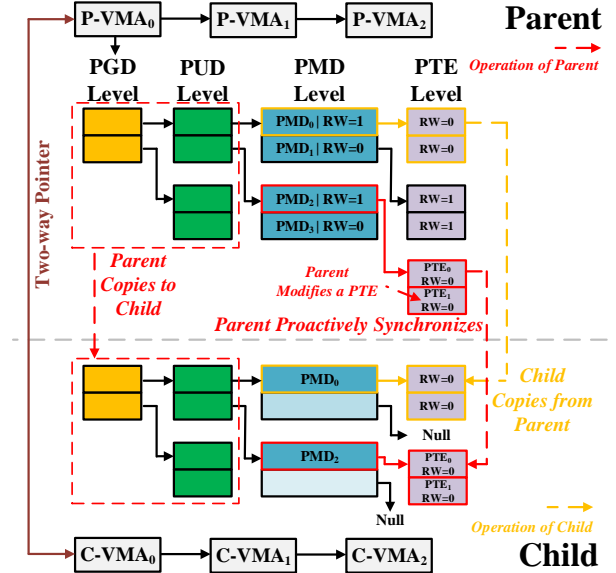 P-VMA0
P-VMA1
P-VMA2
Parent
Operation of Parent
PGD
Level
PUD
Level
PMD
Level
PTE
Level
PMD0| RW=1
PMD1| RW=0
RW=0
RW=0
PMD2| RW=1
PMD3| RW=0
RW=1
RW=1
Two-way Pointer
Parent
Copies to
Child
Parent
Modifies a PTE
PTE0
RW=0
PTE1
RW=0
Parent Proactively Synchronizes
PMD0
RW=0
RW=0
Child
Copies from
Parent
Null
PMD2
PTE0
RW=0
PTE1
RW=0
Null
Operation of Child
Child
C-VMA0
C-VMA1
C-VMA2